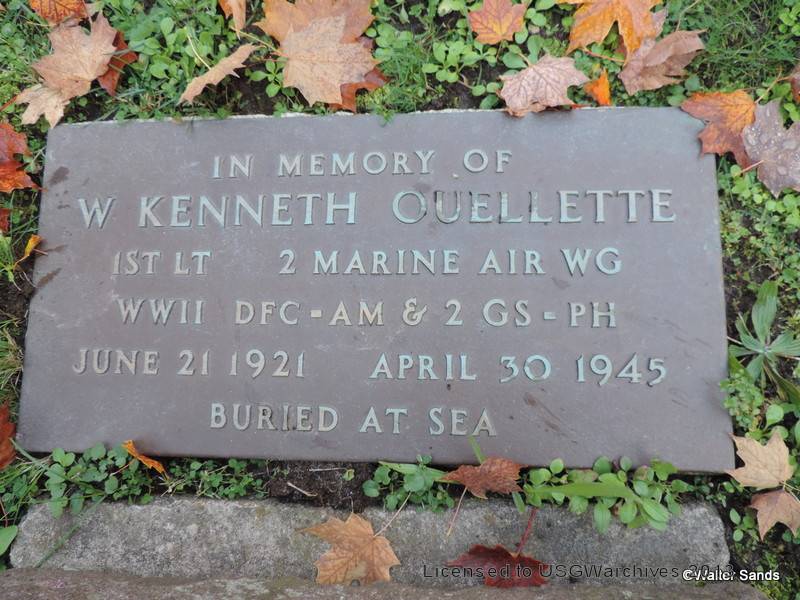 IN MEMORY OF
W KENNETH OUELLETTE
1ST LT 2 MARINE AIR WG
WWII DFC-AM & 2 GS-PH
JUNE 21 1921 APRIL 30 1945
BURIED AT SEA
Licensed to USGWarchives
©Walter Sands